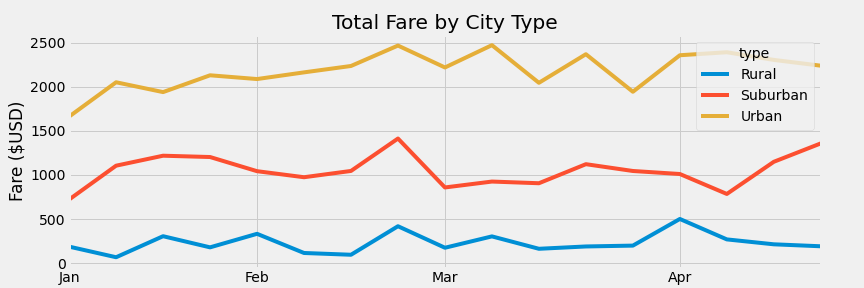 Total Fare by City Type
Fare ($USD)
2500
2000
1500
1000
500
0
Jan
Feb
Mar
Apr
type
Rural
Suburban
Urban